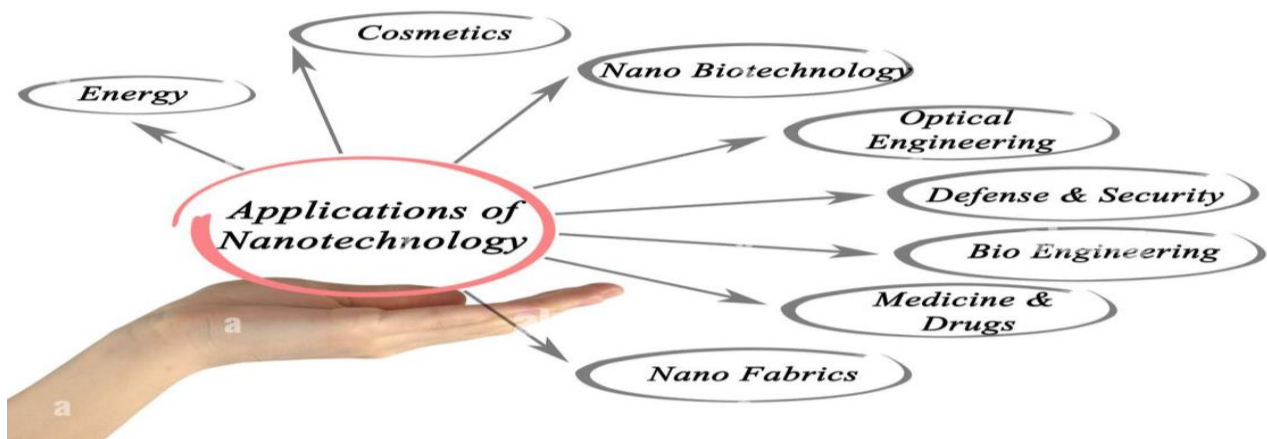 Cosmetics
Energy
Nano Biotechnology
Optical
Engineering
Applications of
Nanotechnology
Defense & Security
Bio Engineering
Medicine &
Drugs
Nano Fabrics
a
a